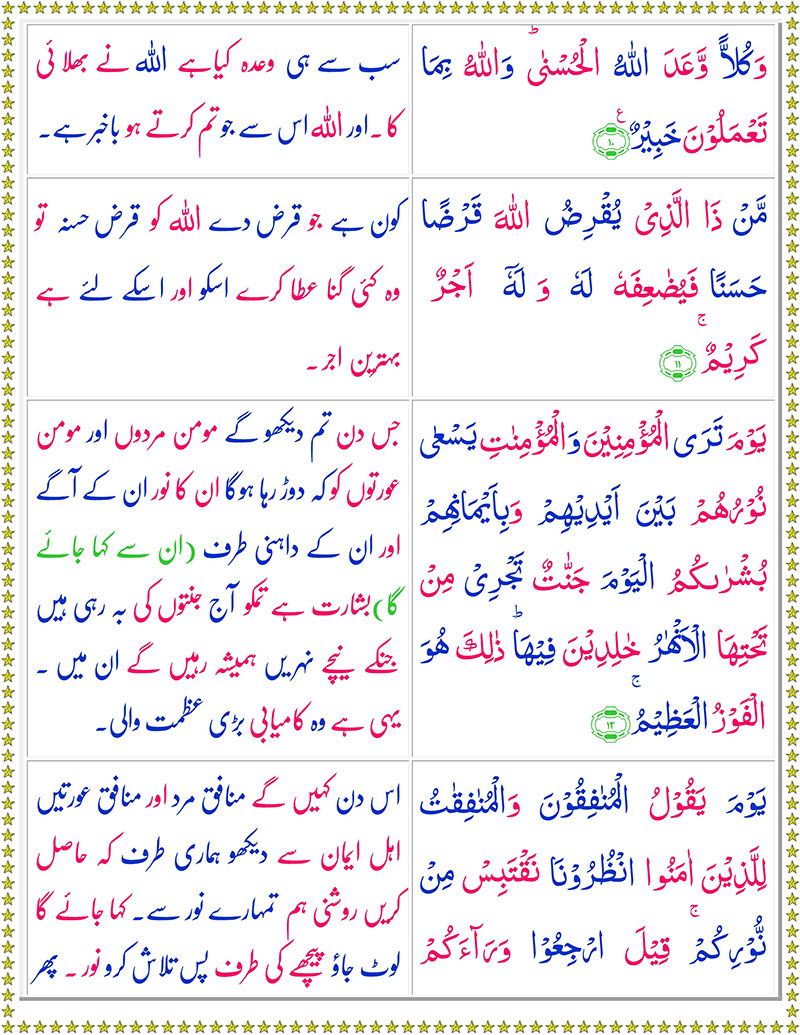 وَكُلاًّ وَّعَدَ اللهُ الْحُسْنٰىؕ وَاللهُ بِمَا
تَعْمَلُوْنَ خَبِيْرٌ ۠ ﴿١٠﴾
سب سے ہی وعدہ کیا ہے اللہ نے بھلائی
کا ۔ اور اللہ اس سے جو تم کرتے ہو باخبر ہے۔
مَّنْ ذَا الَّذِىْ يُقْرِضُ اللهَ قَرْضًا
حَسَنًا فَيُضٰعِفَهٗ لَهٗ وَ لَهٗۤ اَجْرٌ
كَرِيْمٌۚ ﴿١١﴾
کون ہے جو قرض دے اللہ کو قرض حسنہ تو
وہ کئی گنا عطا کرے اسکو اور اسکے لئے ہے
بہترین اجر ۔
يَوْمَ تَرَى الْمُؤْمِنِيْنَ وَالْمُؤْمِنٰتِ يَسْعٰى
نُوْرُهُمْ بَيْنَ اَيْدِيْهِمْ وَبِاَيْمَانِهِمْ
بُشْرٰٮكُمُ الْيَوْمَ جَنّٰتٌ تَجْرِىْ مِنْ
تَحْتِهَا الْاَنْهٰرُ خٰلِدِيْنَ فِيْهَاؕ ذٰلِكَ هُوَ
الْفَوْزُ الْعَظِيْمُۚ ﴿١٢﴾
جس دن تم دیکھو گے مومن مردوں اور مومن
عورتوں کو کہ دوڑ رہا ہوگا ان کا نور ان کے آگے
اور ان کے داہنی طرف (ان سے کہا جائے
گا) بشارت ہے تمکو آج جنتوں کی بہ رہی ہیں
جنکے نیچے نہریں ہمیشہ رہیں گے ان میں ۔
یہی ہے وہ کامیابی بڑی عظمت والی۔
يَوْمَ يَقُوْلُ الْمُنٰفِقُوْنَ وَالْمُنٰفِقٰتُ
لِلَّذِيْنَ اٰمَنُوا انْظُرُوْنَا نَقْتَبِسْ مِنْ
نُّوْرِكُمْۚ قِيْلَ ارْجِعُوْا وَرَآءَكُمْ
اس دن کہیں گے منافق مرد اور منافق عورتیں
اہل ایمان سے دیکھو ہماری طرف کہ حاصل
کریں روشنی ہم تمہارے نور سے۔ کہا جائے گا
لوٹ جاؤ پیچھے کی طرف پس تلاش کرو نور ۔ پھر